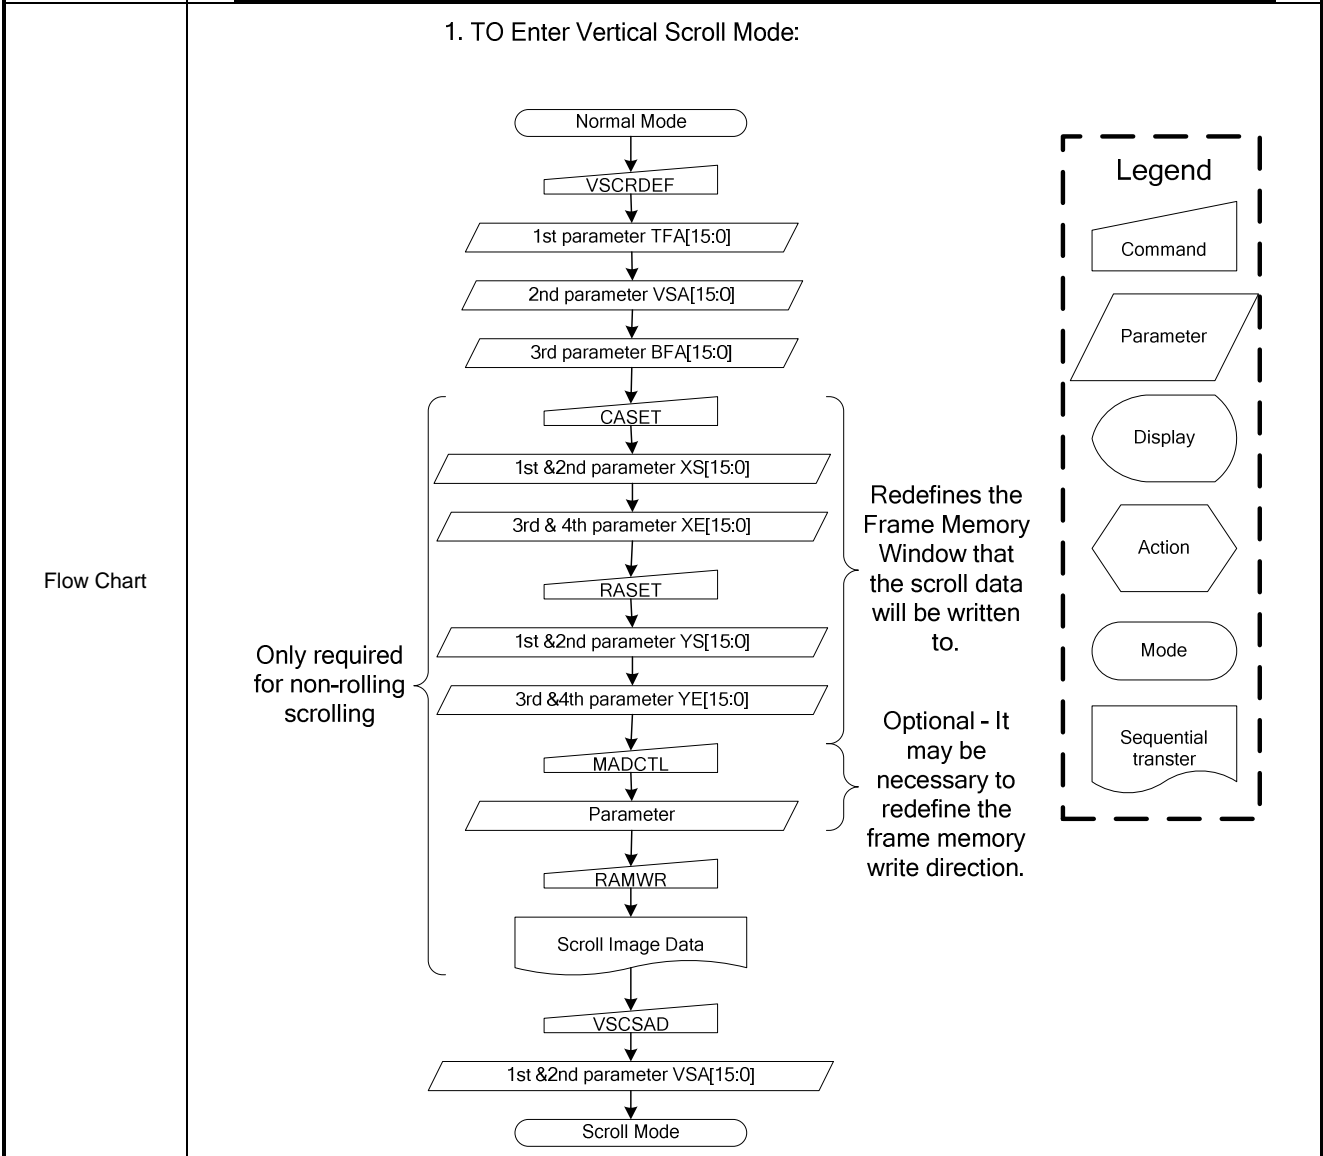 1. TO Enter Vertical Scroll Mode:
Flow Chart
Normal Mode
VSCRDEF
1st parameter TFA[15:0]
2nd parameter VSA[15:0]
3rd parameter BFA[15:0]
CASET
1st &2nd parameter XS[15:0]
3rd & 4th parameter XE[15:0]
RASET
1st &2nd parameter YS[15:0]
3rd &4th parameter YE[15:0]
MADCTL
Parameter
RAMWR
Scroll Image Data
VSCSAD
1st &2nd parameter VSA[15:0]
Scroll Mode
Only required
for non-rolling
scrolling
Redefines the
Frame Memory
Window that
the scroll data
will be written
to.
Optional - It
may be
necessary to
redefine the
frame memory
write direction.
Legend
Command
Parameter
Display
Action
Mode
Sequential
transter